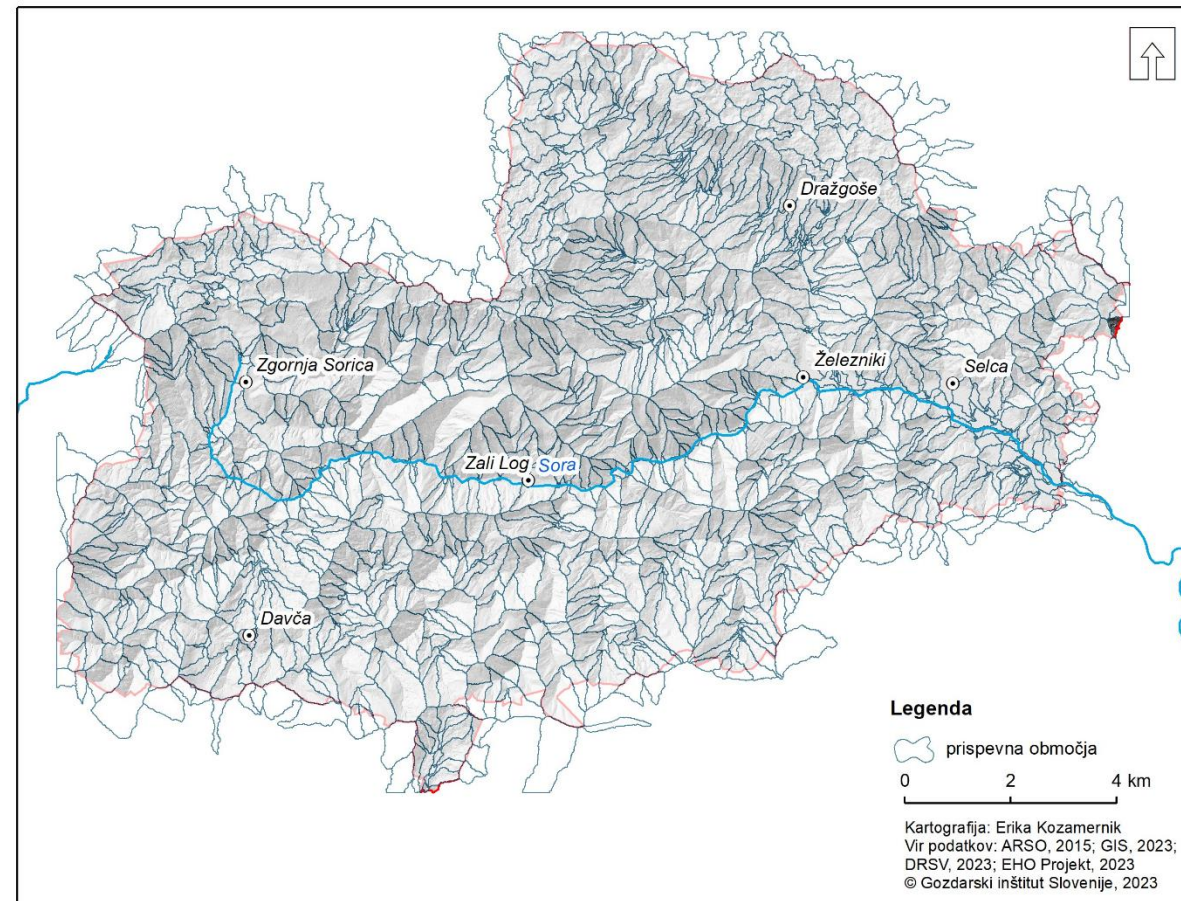 Dražgoše
Zgornja Sorica
Železniki
Selca
Zali Log
Sora
Davča
Legenda
prispevna območja
0 2 4 km
Kartografija: Erika Kozamernik
Vir podatkov: ARSO, 2015; GIS, 2023;
DRSV, 2023; EHO Projekt, 2023
© Gozdarski inštitut Slovenije, 2023